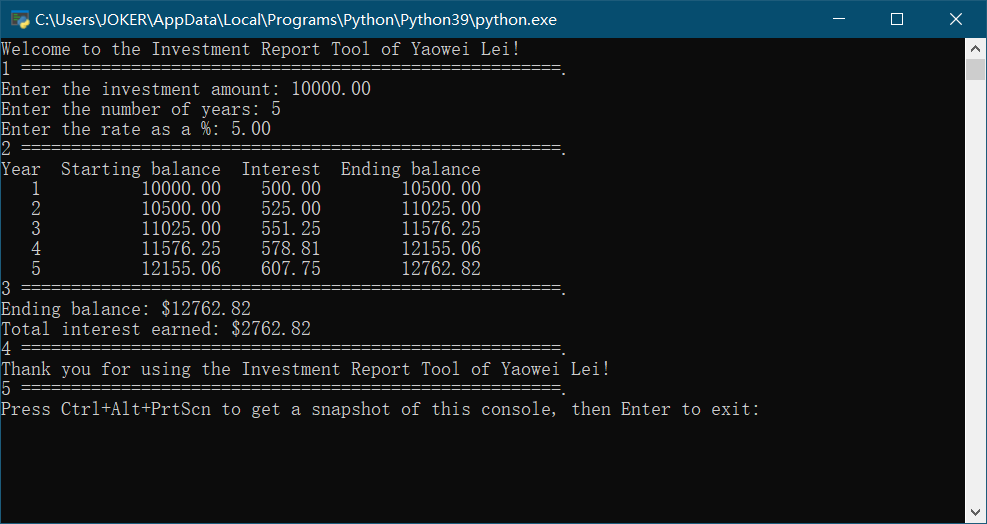 C:\Users\JOKER\AppData\Local\Programs\Python\Python39\python.exe
Welcome to the Investment Report Tool of Yaowei Lei!
1 ======================================================.
Enter the investment amount: 10000.00
Enter the number of years: 5
Enter the rate as a %: 5.00
2 ======================================================.
Year  Starting balance  Interest  Ending balance
   1          10000.00    500.00        10500.00
   2          10500.00    525.00        11025.00
   3          11025.00    551.25        11576.25
   4          11576.25    578.81        12155.06
   5          12155.06    607.75        12762.82
3 ======================================================.
Ending balance: $12762.82
Total interest earned: $2762.82
4 ======================================================.
Thank you for using the Investment Report Tool of Yaowei Lei!
5 ======================================================.
Press Ctrl+Alt+PrtScn to get a snapshot of this console, then Enter to exit: